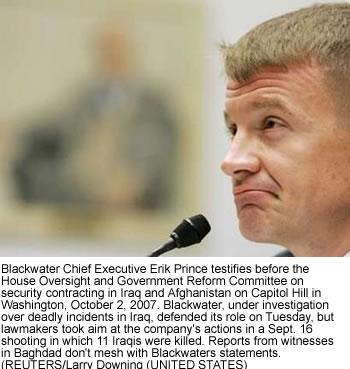 Blackwater Chief Executive Erik Prince testifies before the
House Oversight and Government Reform Committee on
security contracting in Iraq and Afghanistan on Capitol Hill in
Washington, October 2, 2007. Blackwater, under investigation
over deadly incidents in Iraq, defended its role on Tuesday, but
lawmakers took aim at the company's actions in a Sept. 16
shooting in which 11 Iraqis were killed. Reports from witnesses
in Baghdad don't mesh with Blackwaters statements.
(REUTERS/Larry Downing (UNITED STATES)